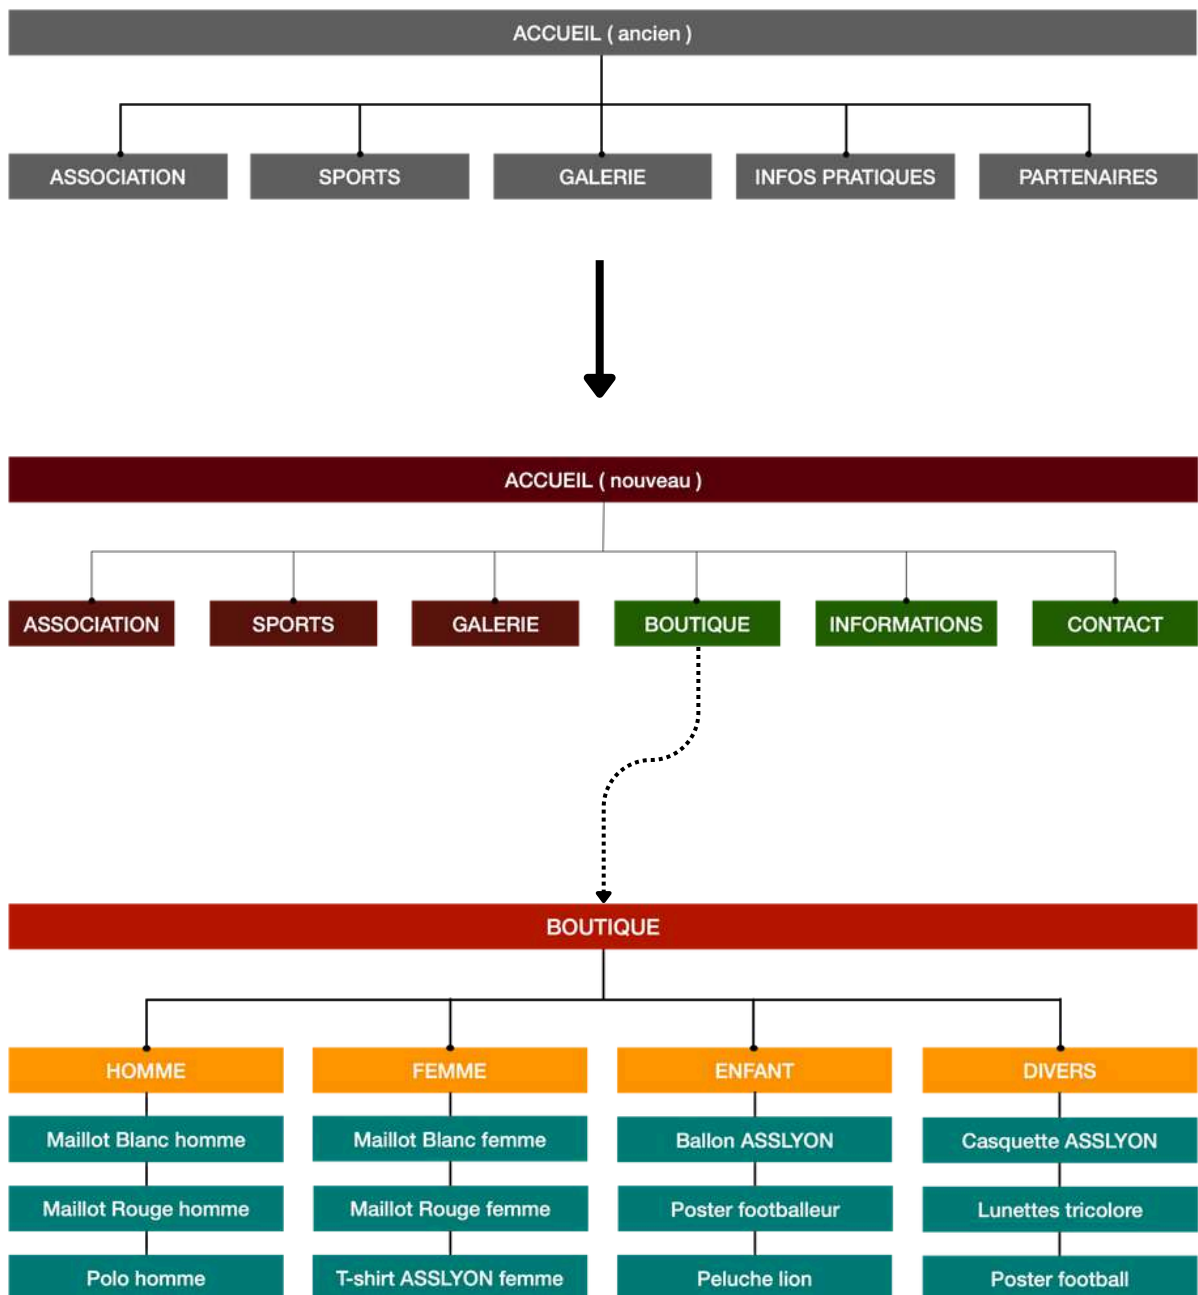 ACCUEIL ( ancien )
ASSOCIATION
SPORTS
GALERIE
INFOS PRATIQUES
PARTENAIRES
ACCUEIL ( nouveau )
ASSOCIATION
SPORTS
GALERIE
BOUTIQUE
INFORMATIONS
CONTACT
BOUTIQUE
HOMME
FEMME
ENFANT
DIVERS
Maillot Blanc homme
Maillot Blanc femme
Ballon ASSLYON
Casquette ASSLYON
Maillot Rouge homme
Maillot Rouge femme
Poster footballeur
Lunettes tricolore
Polo homme
T-shirt ASSLYON femme
Peluche lion
Poster football